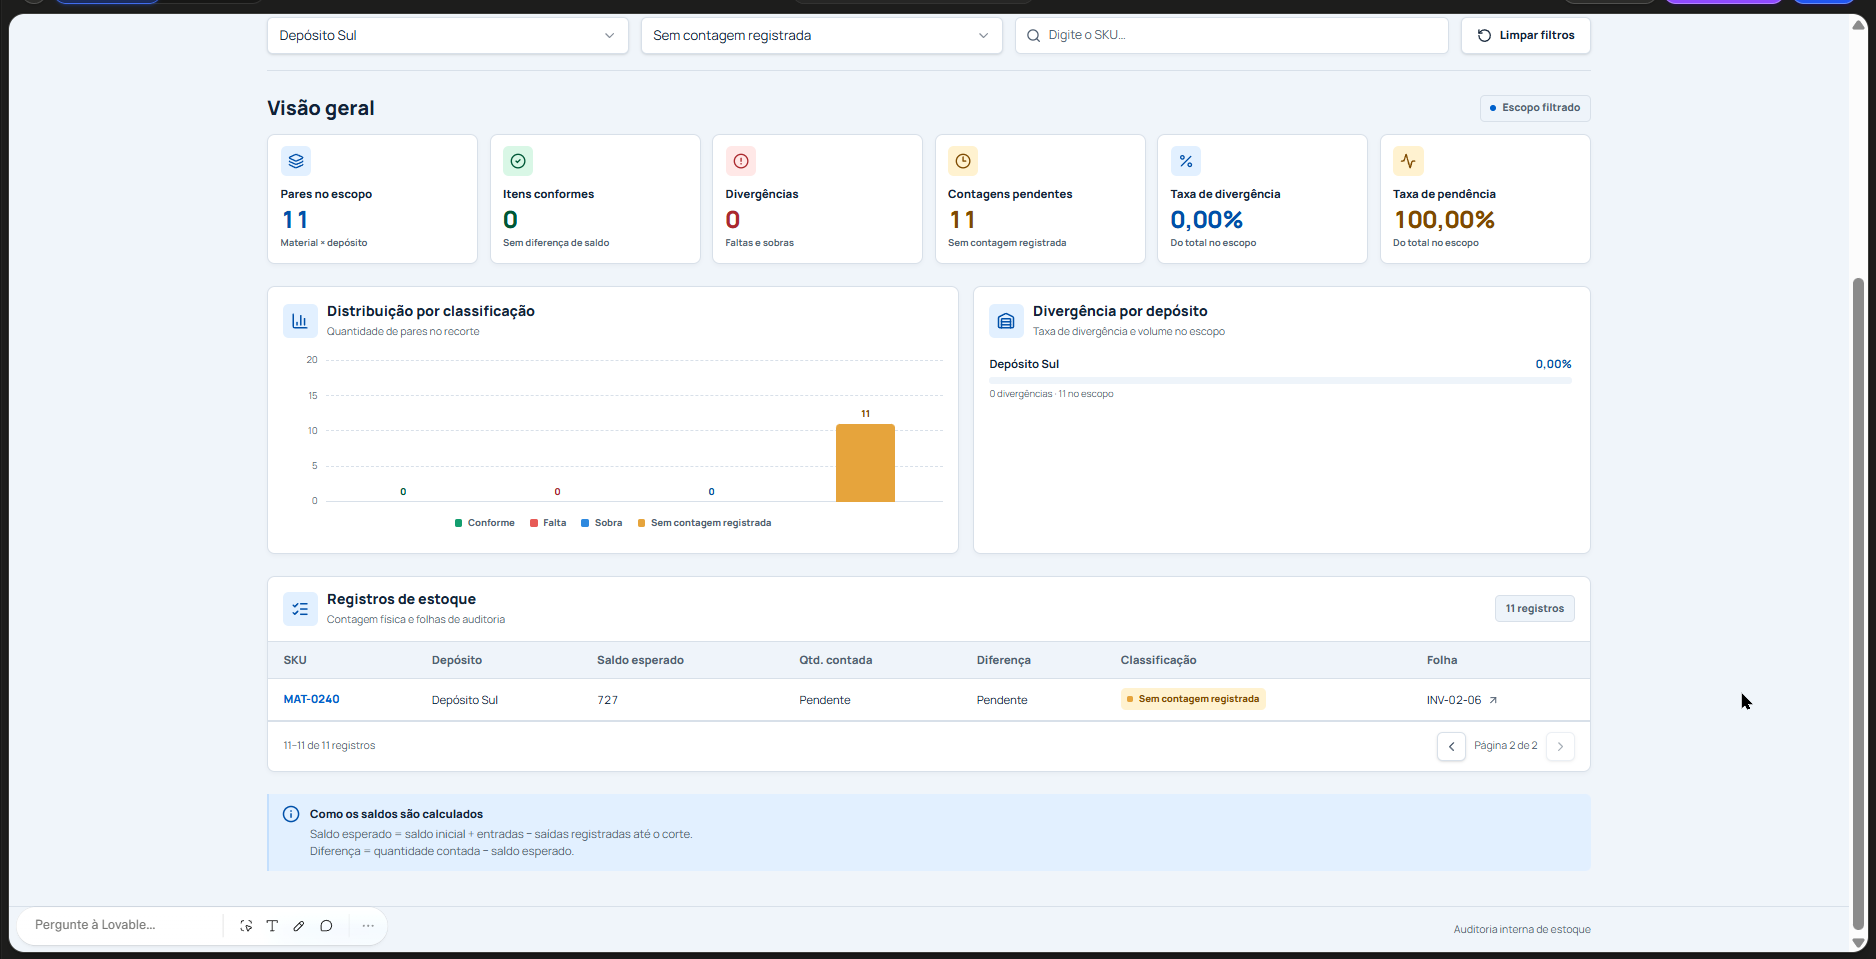 Depósito Sul
Sem contagem registrada
Digite o SKU...
Limpar filtros
Visão geral
Escopo filtrado
Pares no escopo
11
Material × depósito
Itens conformes
0
Sem diferença de saldo
Divergências
0
Faltas e sobras
Contagens pendentes
11
Sem contagem registrada
Taxa de divergência
0,00%
Do total no escopo
Taxa de pendência
100,00%
Do total no escopo
Distribuição por classificação
Quantidade de pares no recorte
20
15
10
5
0
0
0
0
11
Conforme
Falta
Sobra
Sem contagem registrada
Divergência por depósito
Taxa de divergência e volume no escopo
Depósito Sul
0,00%
0 divergências · 11 no escopo
Registros de estoque
Contagem física e folhas de auditoria
11 registros
SKU Depósito Saldo esperado Qtd. contada Diferença Classificação Folha
MAT-0240 Depósito Sul 727 Pendente Pendente Sem contagem registrada INV-02-06
11–11 de 11 registros
Página 2 de 2
Como os saldos são calculados
Saldo esperado = saldo inicial + entradas − saídas registradas até o corte.
Diferença = quantidade contada − saldo esperado.
Pergunte à Lovable...
Auditoria interna de estoque